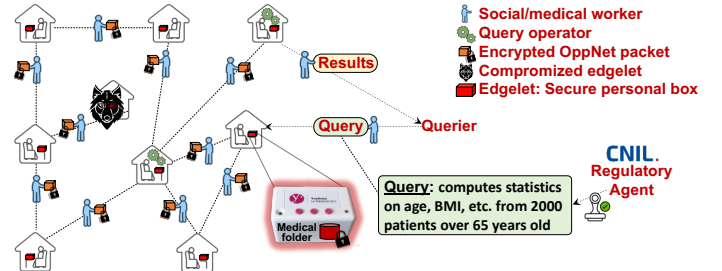 Social/medical worker
Query operator
Encrypted OppNet packet
Compromized edgelet
Edgelet: Secure personal box
Results
Query
Querier
CNIL.
Regulatory
Agent
Query: computes statistics
on age, BMI, etc. from 2000
patients over 65 years old
Medical
folder